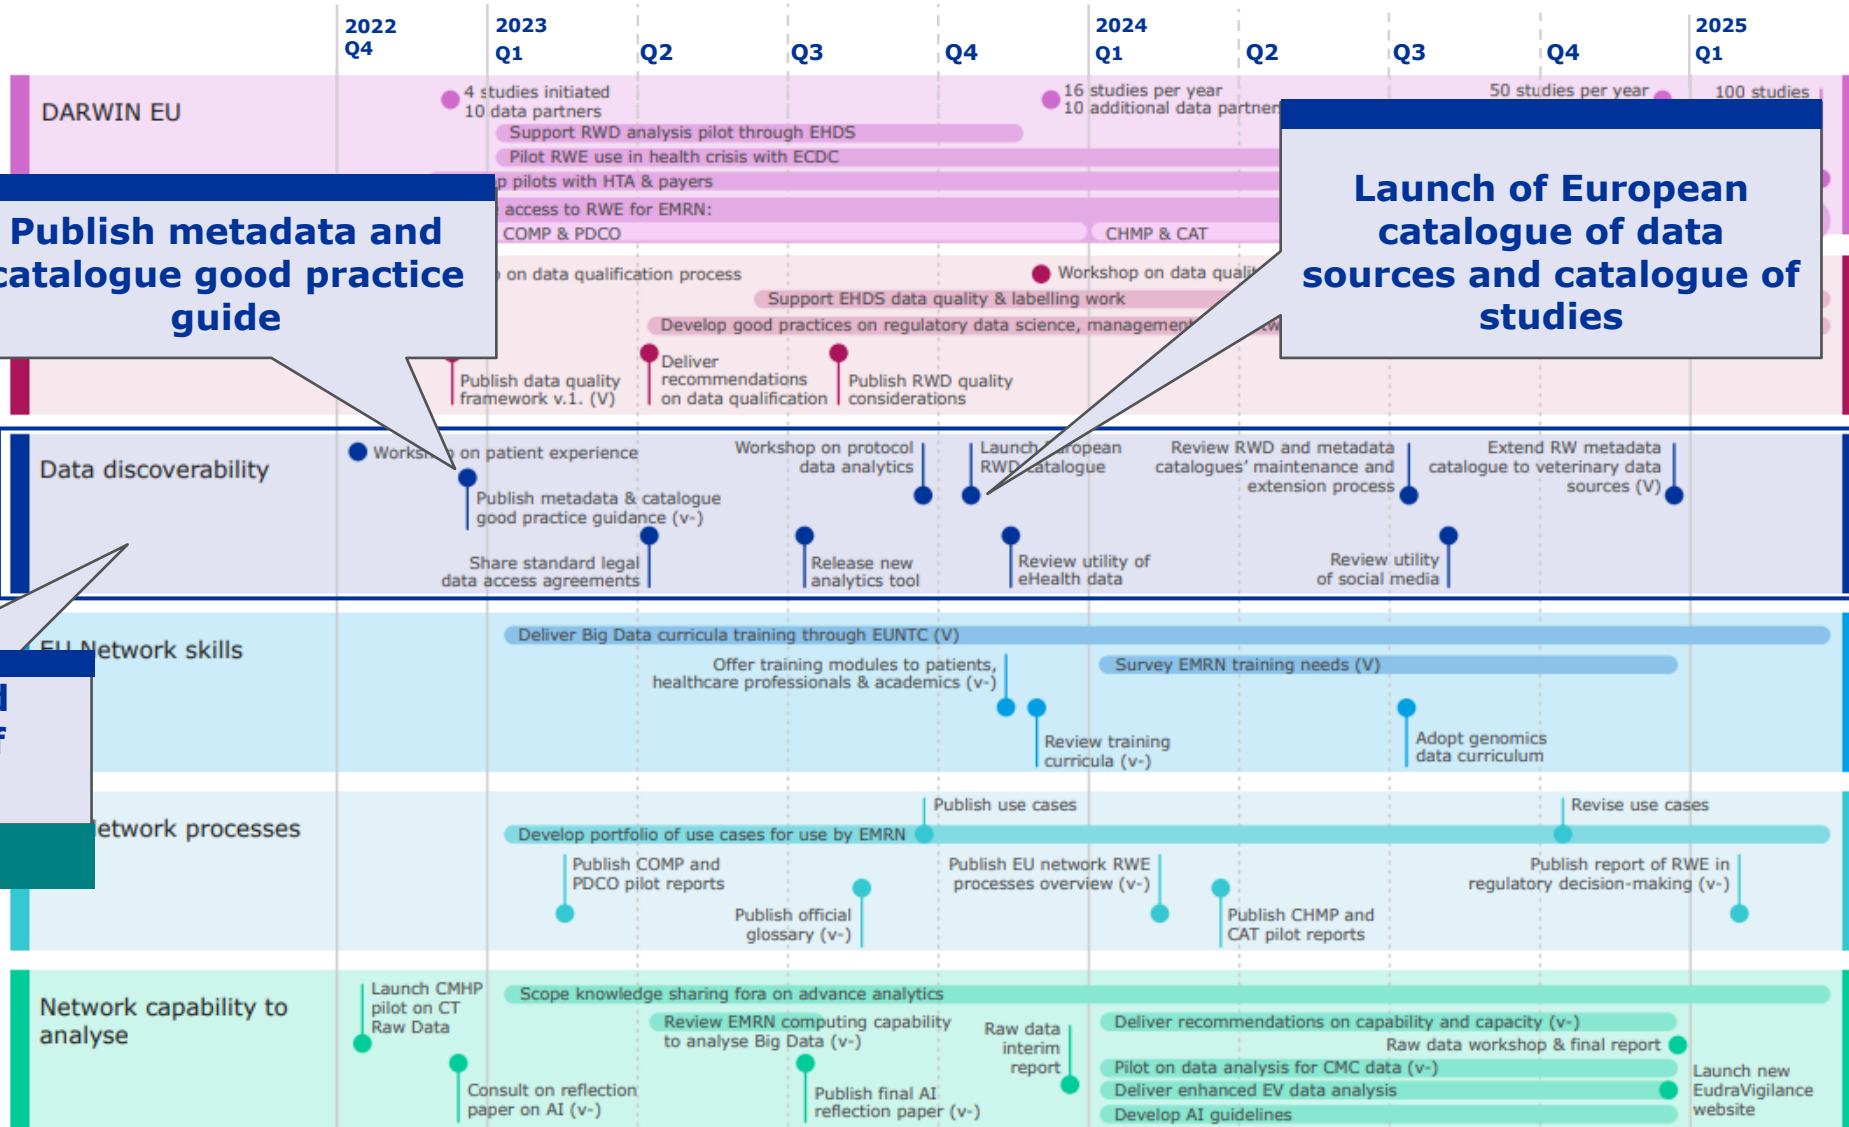 2022
Q4
2023
Q1
Q2
Q3
Q4
2024
Q1
Q2
Q3
Q4
2025
Q1
DARWIN EU
4 studies initiated
10 data partners
16 studies per year
10 additional data partner
50 studies per year
100 studies
Support RWD analysis pilot through EHDS
Pilot RWE use in health crisis with ECDC
pilots with HTA & payers
access to RWE for EMRN:
COMP & PDCO
CHMP & CAT
Publish metadata and
catalogue good practice
guide
Launch of European
catalogue of data
sources and catalogue of
studies
on data qualification process
Workshop on data
Support EHDS data quality & labelling work
Develop good practices on regulatory data science, management
Publish data quality
framework v.1. (V)
Deliver
recommendations
on data qualification
Publish RWD quality
considerations
Data discoverability
Workshop on patient experience
Publish metadata & catalogue
good practice guidance (v-)
Share standard legal
data access agreements
Workshop on protocol
data analytics
Release new
analytics tool
Launch European
RWD catalogue
Review utility of
eHealth data
Review RWD and metadata
catalogues' maintenance and
extension process
Review utility
of social media
Extend RW metadata
catalogue to veterinary data
sources (V)
EU Network skills
Deliver Big Data curricula training through EUNTC (V)
Offer training modules to patients,
healthcare professionals & academics (v-)
Survey EMRN training needs (V)
Review training
curricula (v-)
Adopt genomics
data curriculum
etwork processes
Publish use cases
Revise use cases
Develop portfolio of use cases for use by EMRN
Publish COMP and
PDCO pilot reports
Publish official
glossary (v-)
Publish EU network RWE
processes overview (v-)
Publish CHMP and
CAT pilot reports
Publish report of RWE in
regulatory decision-making (v-)
Network capability to
analyse
Launch CMHP
pilot on CT
Raw Data
Scope knowledge sharing fora on advance analytics
Consult on reflection
paper on AI (v-)
Review EMRN computing capability
to analyse Big Data (v-)
Publish final AI
reflection paper (v-)
Raw data
interim
report
Deliver recommendations on capability and capacity (v-)
Raw data workshop & final report
Pilot on data analysis for CMC data (v-)
Deliver enhanced EV data analysis
Develop AI guidelines
Launch new
EudraVigilance
website